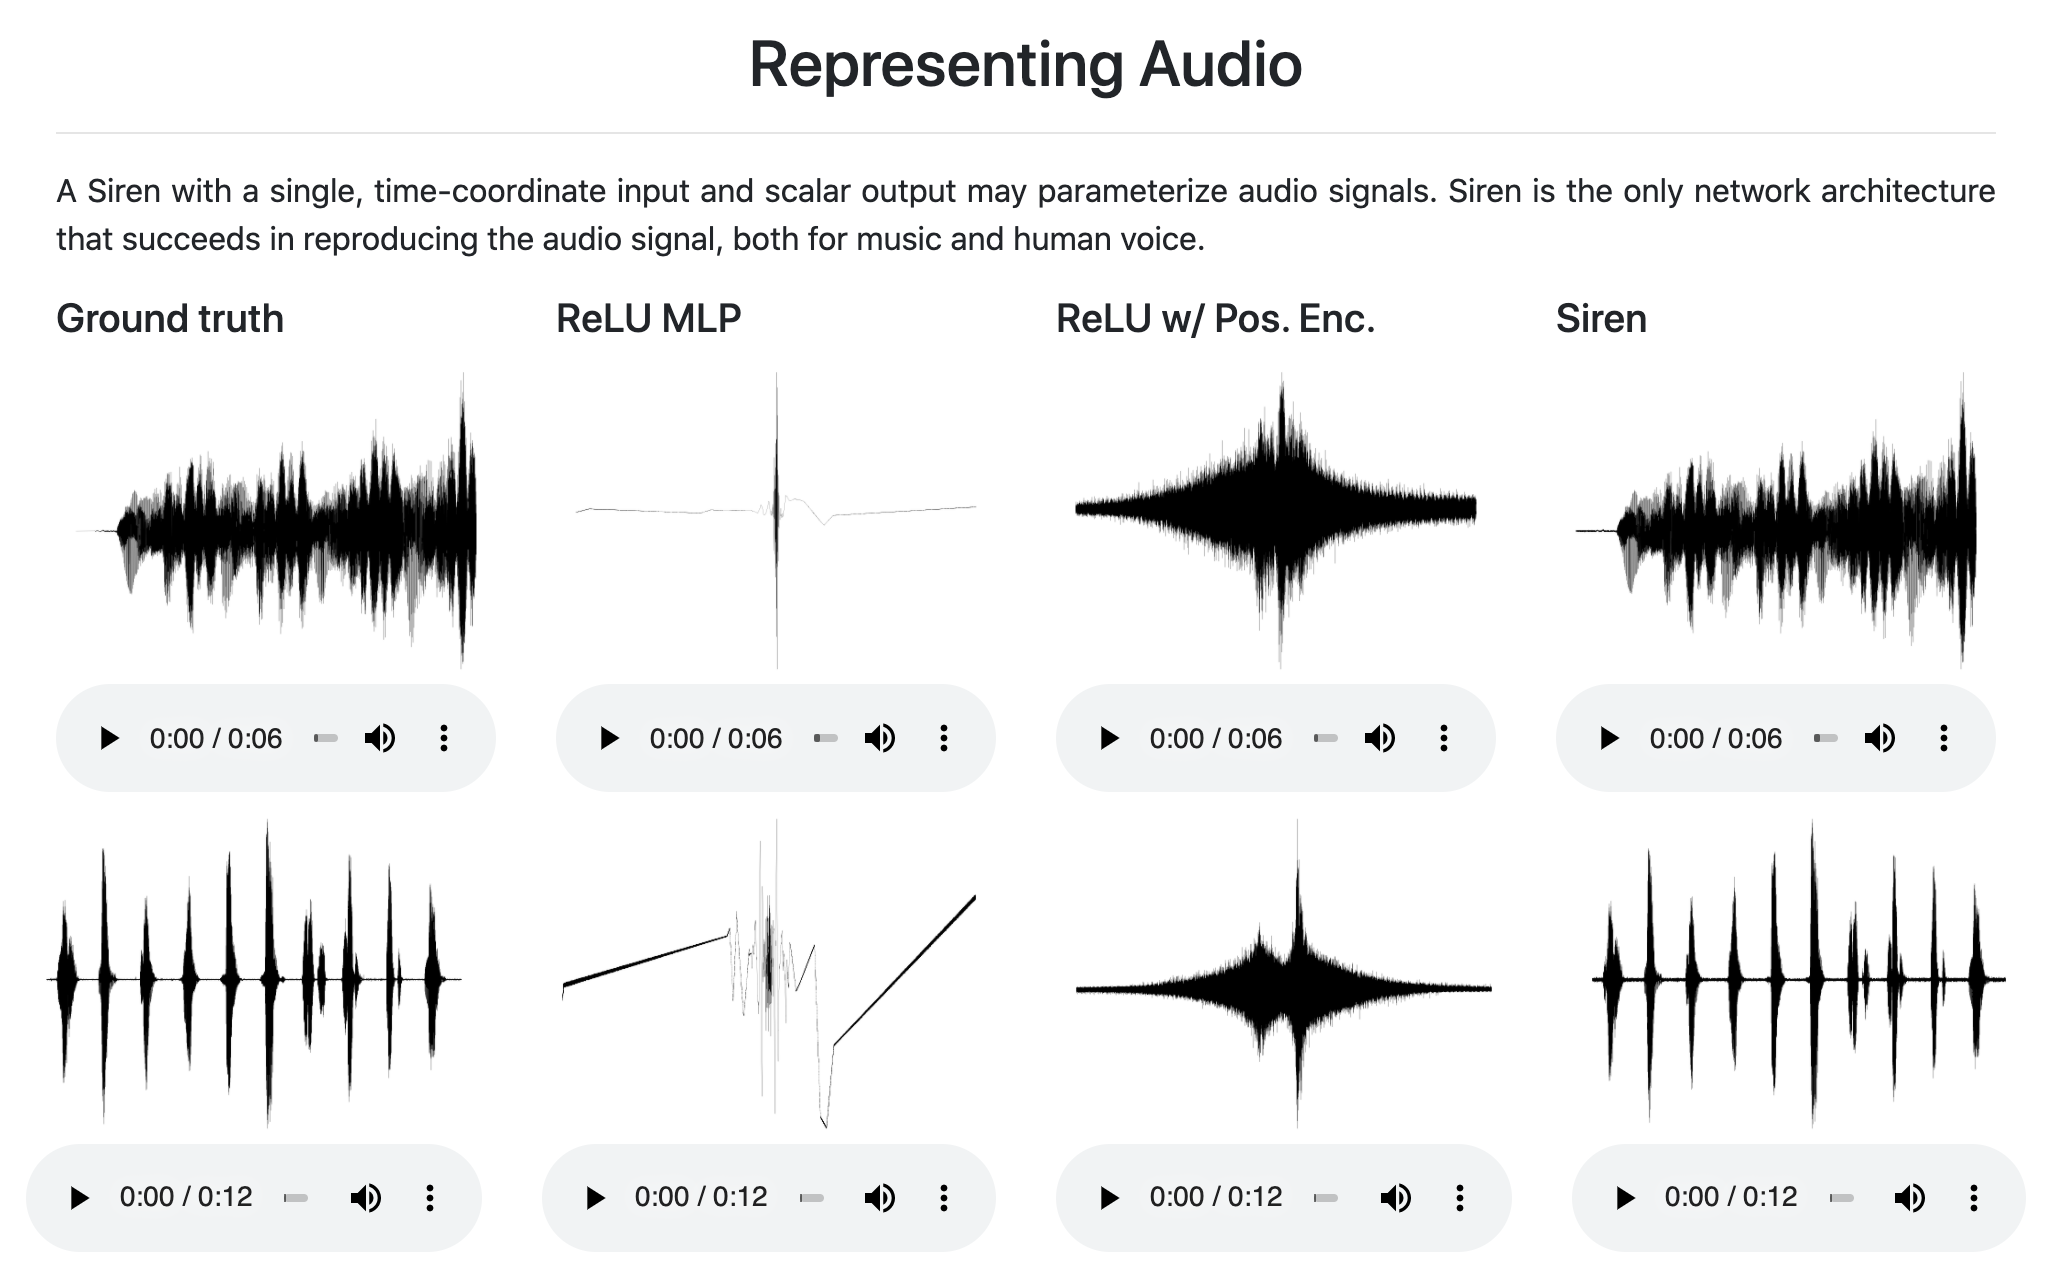 Representing Audio
A Siren with a single, time-coordinate input and scalar output may parameterize audio signals. Siren is the only network architecture
that succeeds in reproducing the audio signal, both for music and human voice.
Ground truth
ReLU MLP
ReLU w/ Pos. Enc.
Siren
0:00 / 0:06
0:00 / 0:06
0:00 / 0:06
0:00 / 0:06
0:00 / 0:12
0:00 / 0:12
0:00 / 0:12
0:00 / 0:12